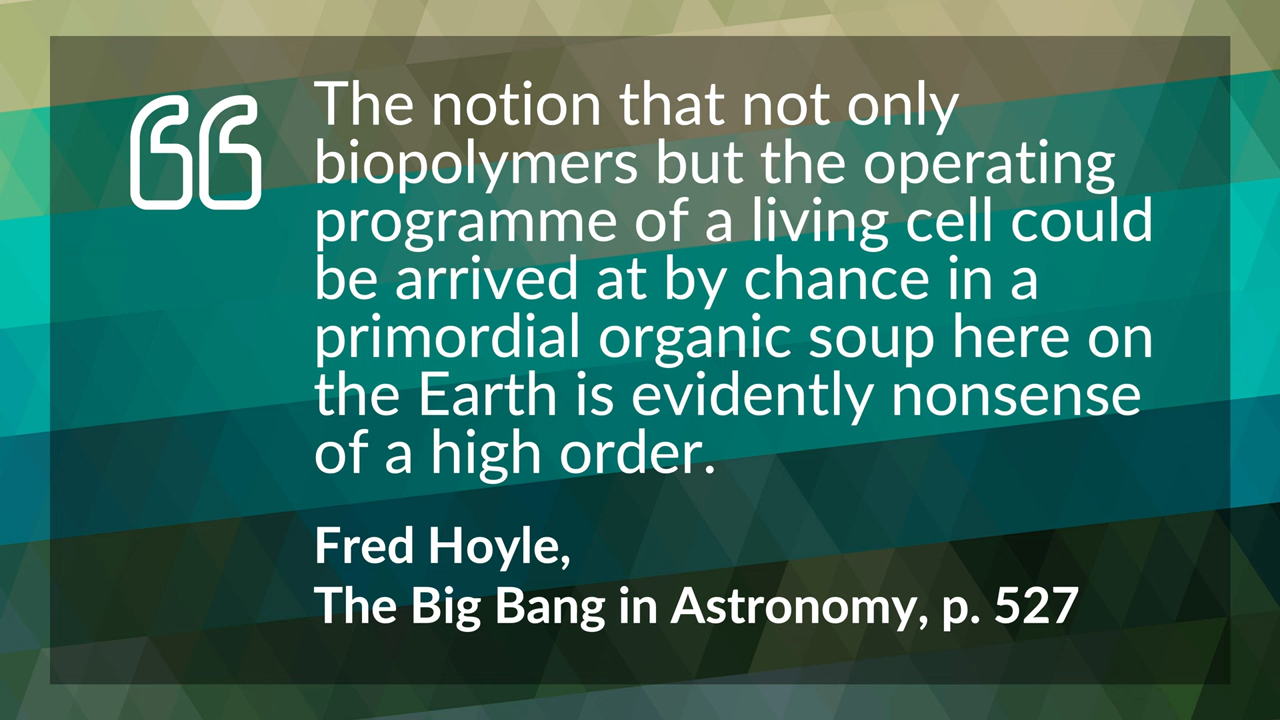 The notion that not only
biopolymers but the operating
programme of a living cell could
be arrived at by chance in a
primordial organic soup here on
the Earth is evidently nonsense
of a high order.
Fred Hoyle,
The Big Bang in Astronomy, p. 527